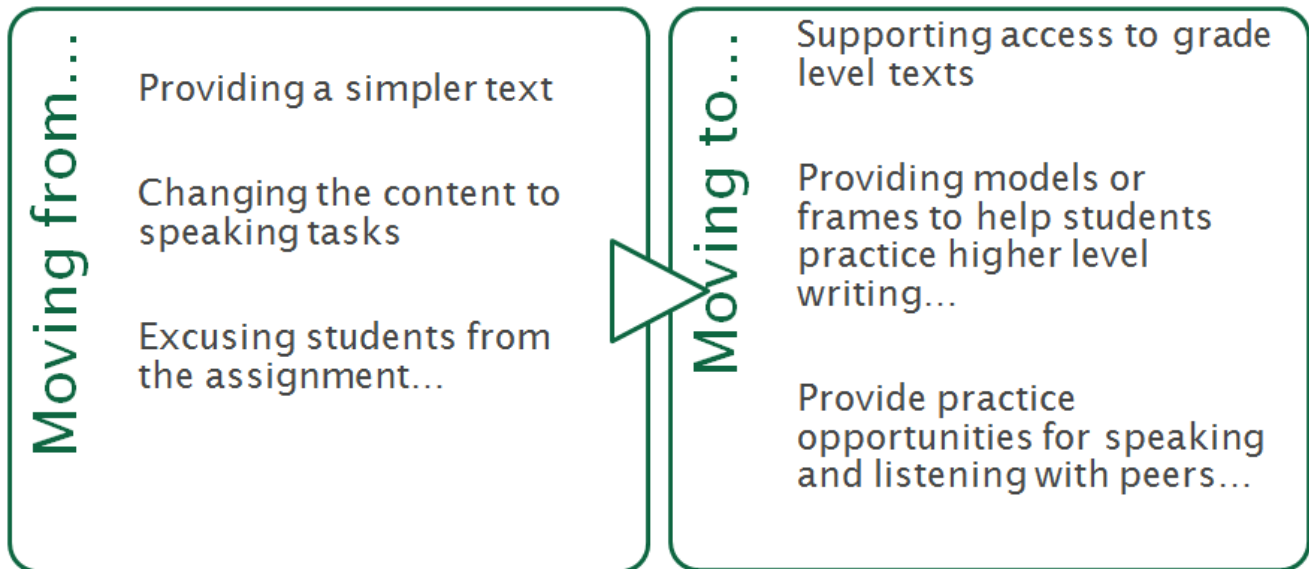 Moving from...
Providing a simpler text
Changing the content to
speaking tasks
Excusing students from
the assignment...
Moving to...
Supporting access to grade
level texts
Providing models or
frames to help students
practice higher level
writing...
Provide practice
opportunities for speaking
and listening with peers...